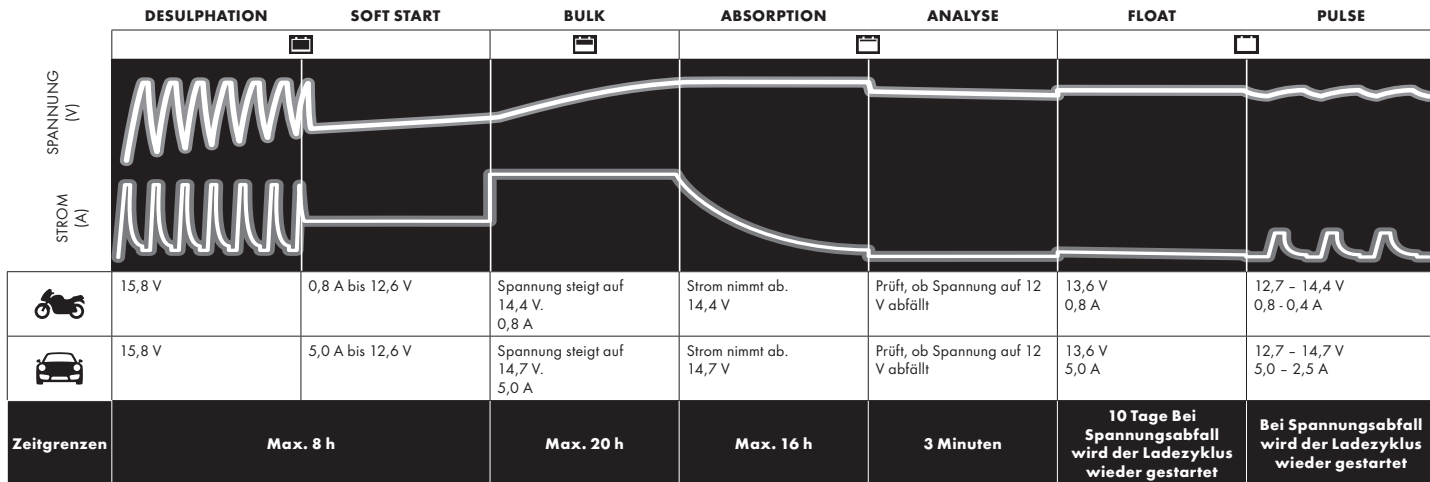 DESULPHATION
SOFT START
BULK
ABSORPTION
ANALYSE
FLOAT
PULSE
SPANNUNG
(V)
STROM
(A)
15,8 V
0,8 A bis 12,6 V
Spannung steigt auf
14,4 V.
0,8 A
Strom nimmt ab.
14,4 V
Prüft, ob Spannung auf 12
V abfällt
13,6 V
0,8 A
12,7 – 14,4 V
0,8 - 0,4 A
15,8 V
5,0 A bis 12,6 V
Spannung steigt auf
14,7 V.
5,0 A
Strom nimmt ab.
14,7 V
Prüft, ob Spannung auf 12
V abfällt
13,6 V
5,0 A
12,7 – 14,7 V
5,0 – 2,5 A
Zeitgrenzen
Max. 8 h
Max. 20 h
Max. 16 h
3 Minuten
10 Tage Bei
Spannungsabfall
wird der Ladezyklus
wieder gestartet
Bei Spannungsabfall
wird der Ladezyklus
wieder gestartet